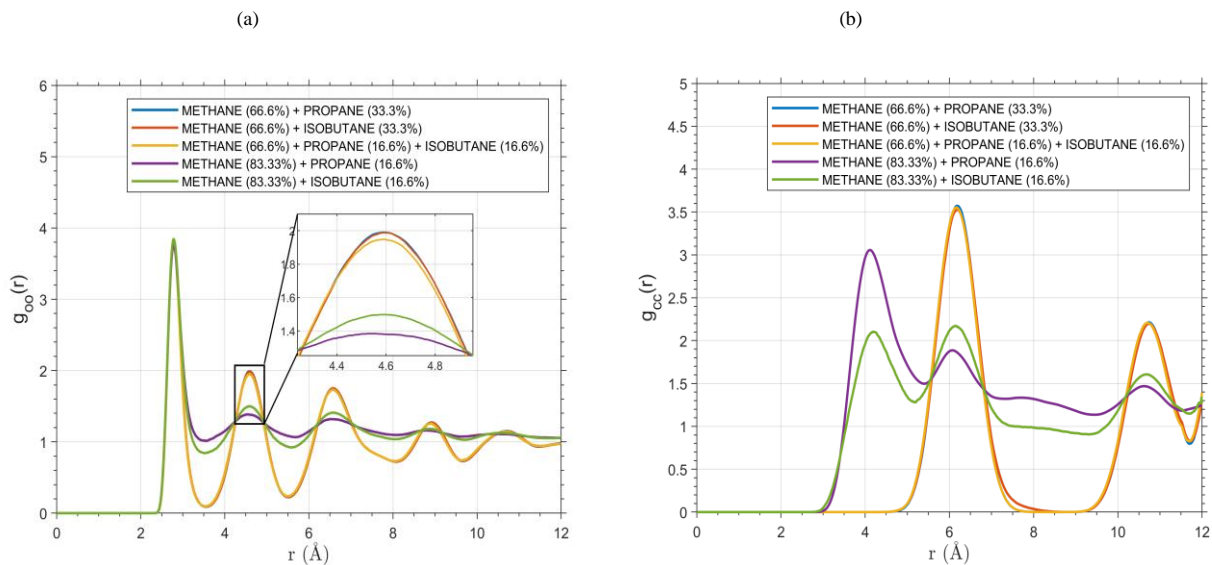 (a)
(b)
6
5
4
3
2
1
0
g_OO(r)
METHANE (66.6%) + PROPANE (33.3%)
METHANE (66.6%) + ISOBUTANE (33.3%)
METHANE (66.6%) + PROPANE (16.6%) + ISOBUTANE (16.6%)
METHANE (83.33%) + PROPANE (16.6%)
METHANE (83.33%) + ISOBUTANE (16.6%)
2
1.8
1.6
1.4
4.4 4.6 4.8
0 2 4 6 8 10 12
r (Å)
5
4.5
4
3.5
3
2.5
2
1.5
1
0.5
0
g_CC(r)
METHANE (66.6%) + PROPANE (33.3%)
METHANE (66.6%) + ISOBUTANE (33.3%)
METHANE (66.6%) + PROPANE (16.6%) + ISOBUTANE (16.6%)
METHANE (83.33%) + PROPANE (16.6%)
METHANE (83.33%) + ISOBUTANE (16.6%)
0 2 4 6 8 10 12
r (Å)